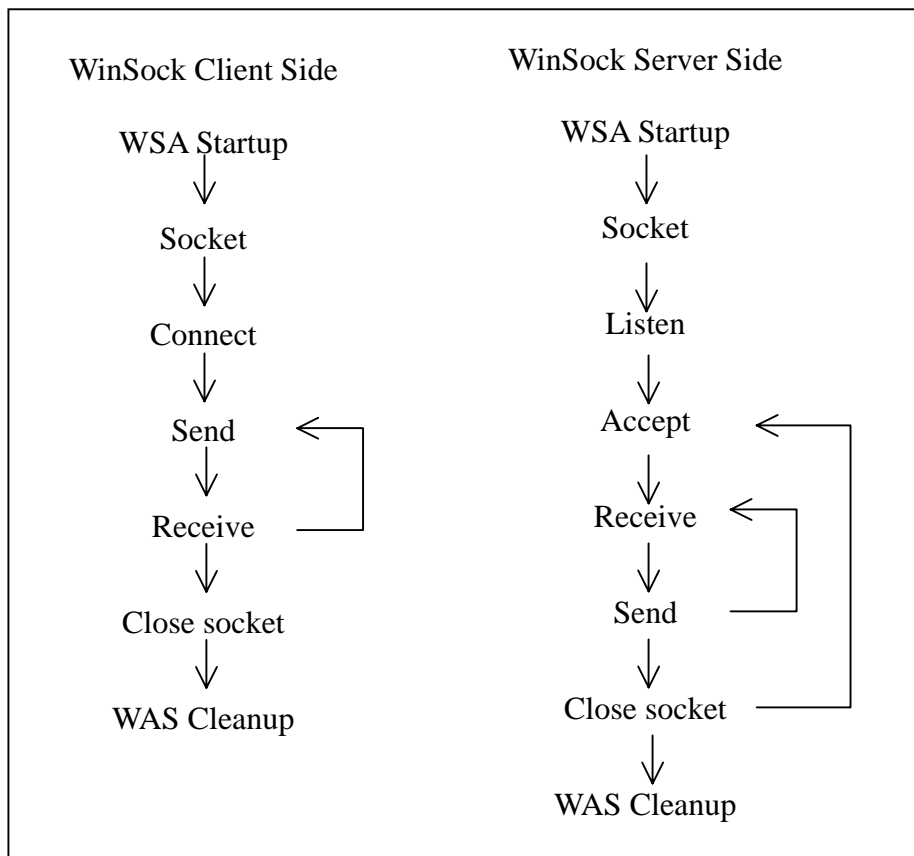 WinSock Client Side
WSA Startup
Socket
Connect
Send
Receive
Close socket
WAS Cleanup
WinSock Server Side
WSA Startup
Socket
Listen
Accept
Receive
Send
Close socket
WAS Cleanup